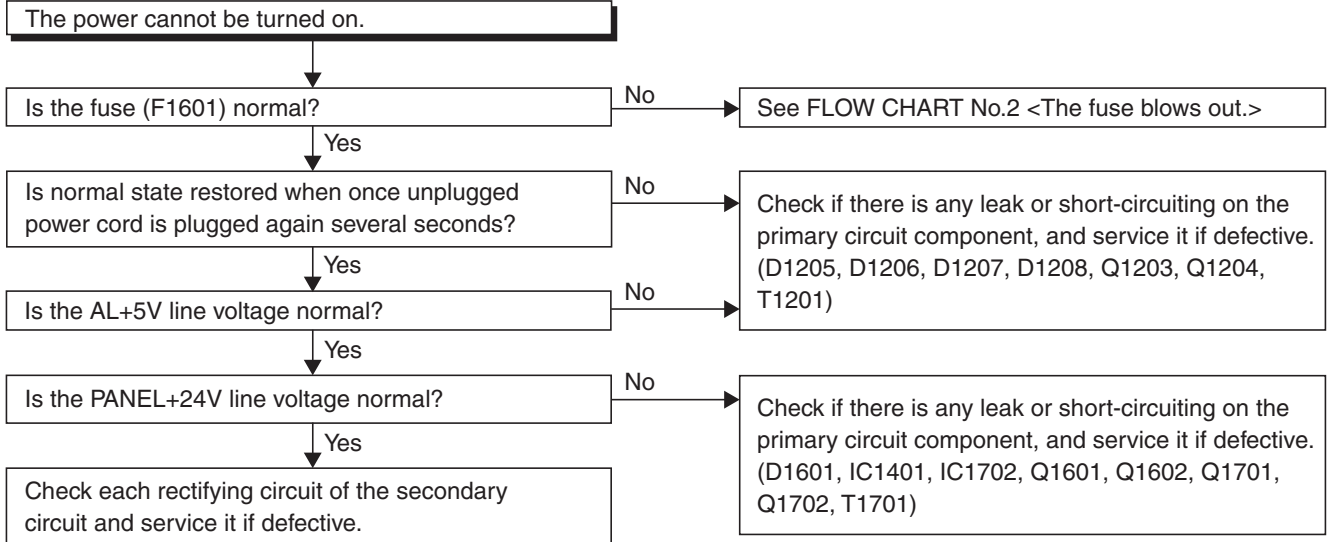 The power cannot be turned on.
Is the fuse (F1601) normal?
No
See FLOW CHART No.2 <The fuse blows out.>
Yes
Is normal state restored when once unplugged
power cord is plugged again several seconds?
No
Check if there is any leak or short-circuiting on the
primary circuit component, and service it if defective.
(D1205, D1206, D1207, D1208, Q1203, Q1204,
T1201)
Yes
Is the AL+5V line voltage normal?
No
Yes
Is the PANEL+24V line voltage normal?
No
Check if there is any leak or short-circuiting on the
primary circuit component, and service it if defective.
(D1601, IC1401, IC1702, Q1601, Q1602, Q1701,
Q1702, T1701)
Yes
Check each rectifying circuit of the secondary
circuit and service it if defective.